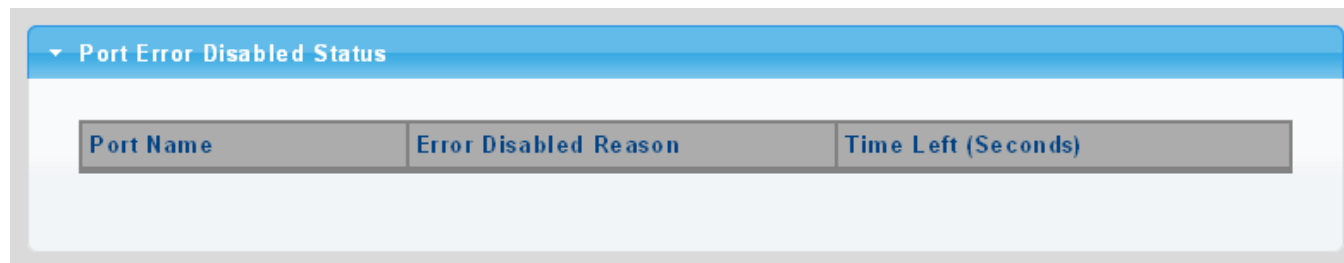 Port Error Disabled Status
Port Name Error Disabled Reason Time Left (Seconds)